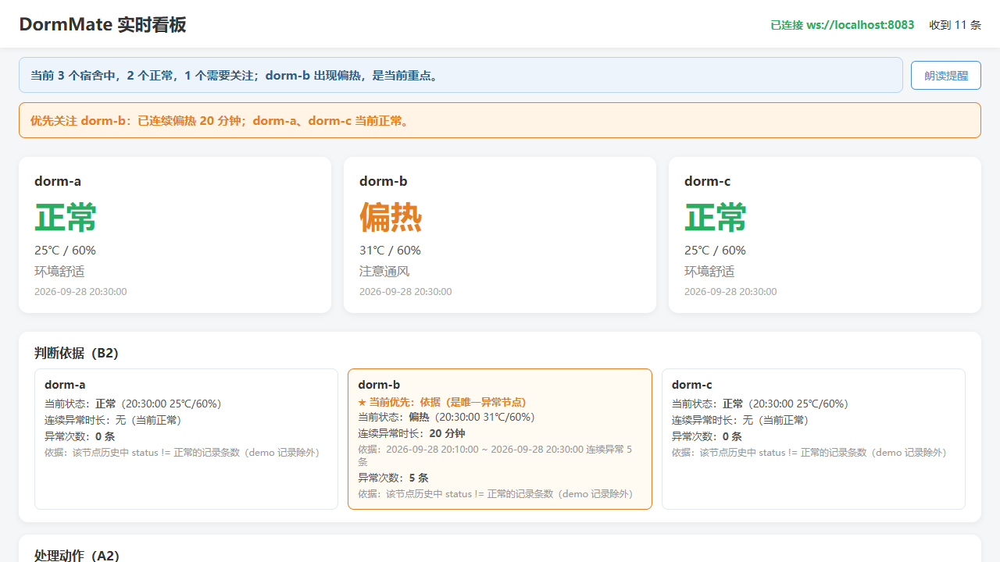 DormMate 实时看板
已连接 ws://localhost:8083 收到 11 条
当前 3 个宿舍中，2 个正常，1 个需要关注；dorm-b 出现偏热，是当前重点。
朗读提醒
优先关注 dorm-b：已连续偏热 20 分钟；dorm-a、dorm-c 当前正常。
dorm-a
正常
25℃ / 60%
环境舒适
2026-09-28 20:30:00
dorm-b
偏热
31℃ / 60%
注意通风
2026-09-28 20:30:00
dorm-c
正常
25℃ / 60%
环境舒适
2026-09-28 20:30:00
判断依据（B2）
dorm-a
当前状态：正常（20:30:00 25℃/60%）
连续异常时长：无（当前正常）
异常次数：0 条
依据：该节点历史中 status != 正常的记录条数（demo 记录除外）
dorm-b
★ 当前优先：依据（是唯一异常节点）
当前状态：偏热（20:30:00 31℃/60%）
连续异常时长：20 分钟
依据：2026-09-28 20:10:00 ~ 2026-09-28 20:30:00 连续异常 5
条
异常次数：5 条
依据：该节点历史中 status != 正常的记录条数（demo 记录除外）
dorm-c
当前状态：正常（20:30:00 25℃/60%）
连续异常时长：无（当前正常）
异常次数：0 条
依据：该节点历史中 status != 正常的记录条数（demo 记录除外）
处理动作（A2）